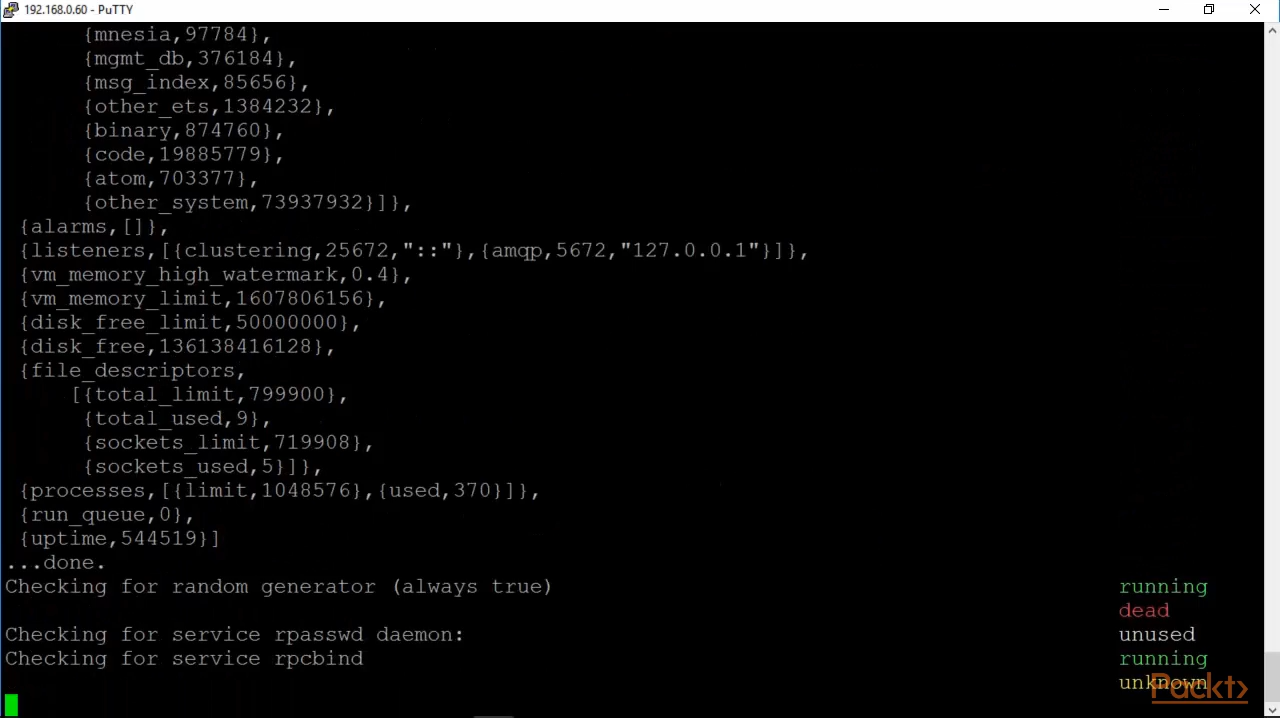 192.168.0.60 - PuTTY
{mnesia,97784},
{mgmt_db,376184},
{msg_index,85656},
{other_ets,1384232},
{binary,874760},
{code,19885779},
{atom,703377},
{other_system,73937932}]},
{alarms,[]},
{listeners,[{clustering,25672,"::"},{amqp,5672,"127.0.0.1"}]},
{vm_memory_high_watermark,0.4},
{vm_memory_limit,1607806156},
{disk_free_limit,50000000},
{disk_free,136138416128},
{file_descriptors,
[{total_limit,799900},
{total_used,9},
{sockets_limit,719908},
{sockets_used,5}]},
{processes,[{limit,1048576},{used,370}]},
{run_queue,0},
{uptime,544519}]
...done.
Checking for random generator (always true) running
dead
Checking for service rpasswd daemon: unused
Checking for service rpcbind running
unknown
Packt>